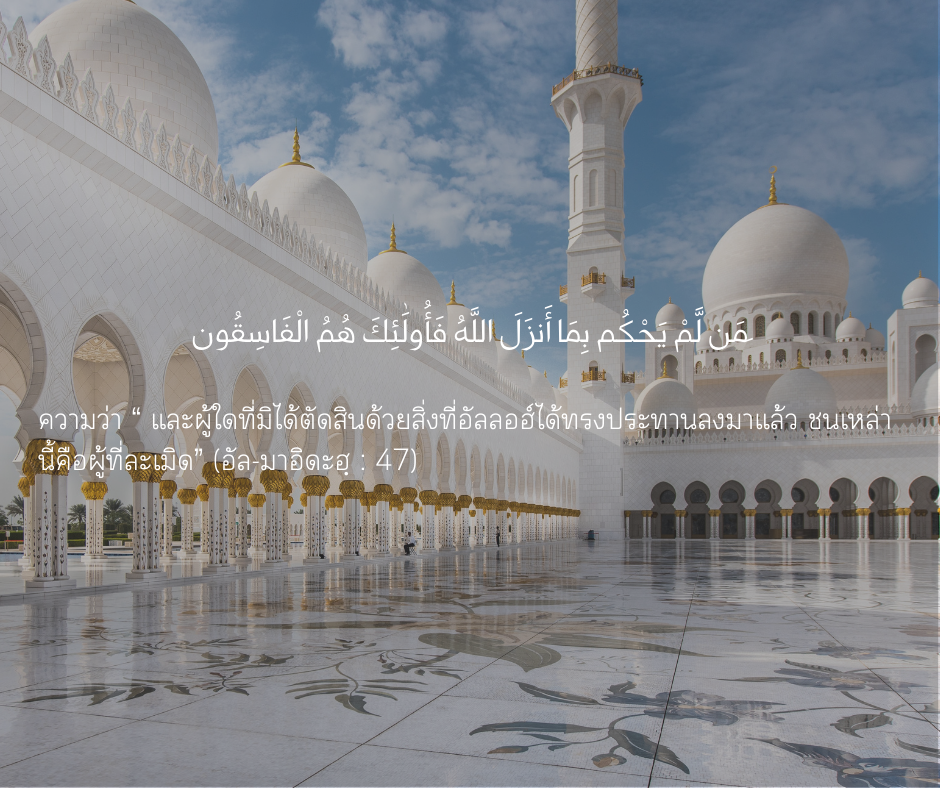 مَن لَّمْ يَحْكُم بِمَا أَنزَلَ اللَّهُ فَأُولَٰئِكَ هُمُ الْفَاسِقُون
ความว่า “ และผู้ใดที่มิได้ตัดสินด้วยสิ่งที่อัลลอฮ์ได้ทรงประทานลงมาแล้ว ชนเหล่า
นี้คือผู้ที่ละเมิด” (อัล-มาอิดะฮฺ : 47)